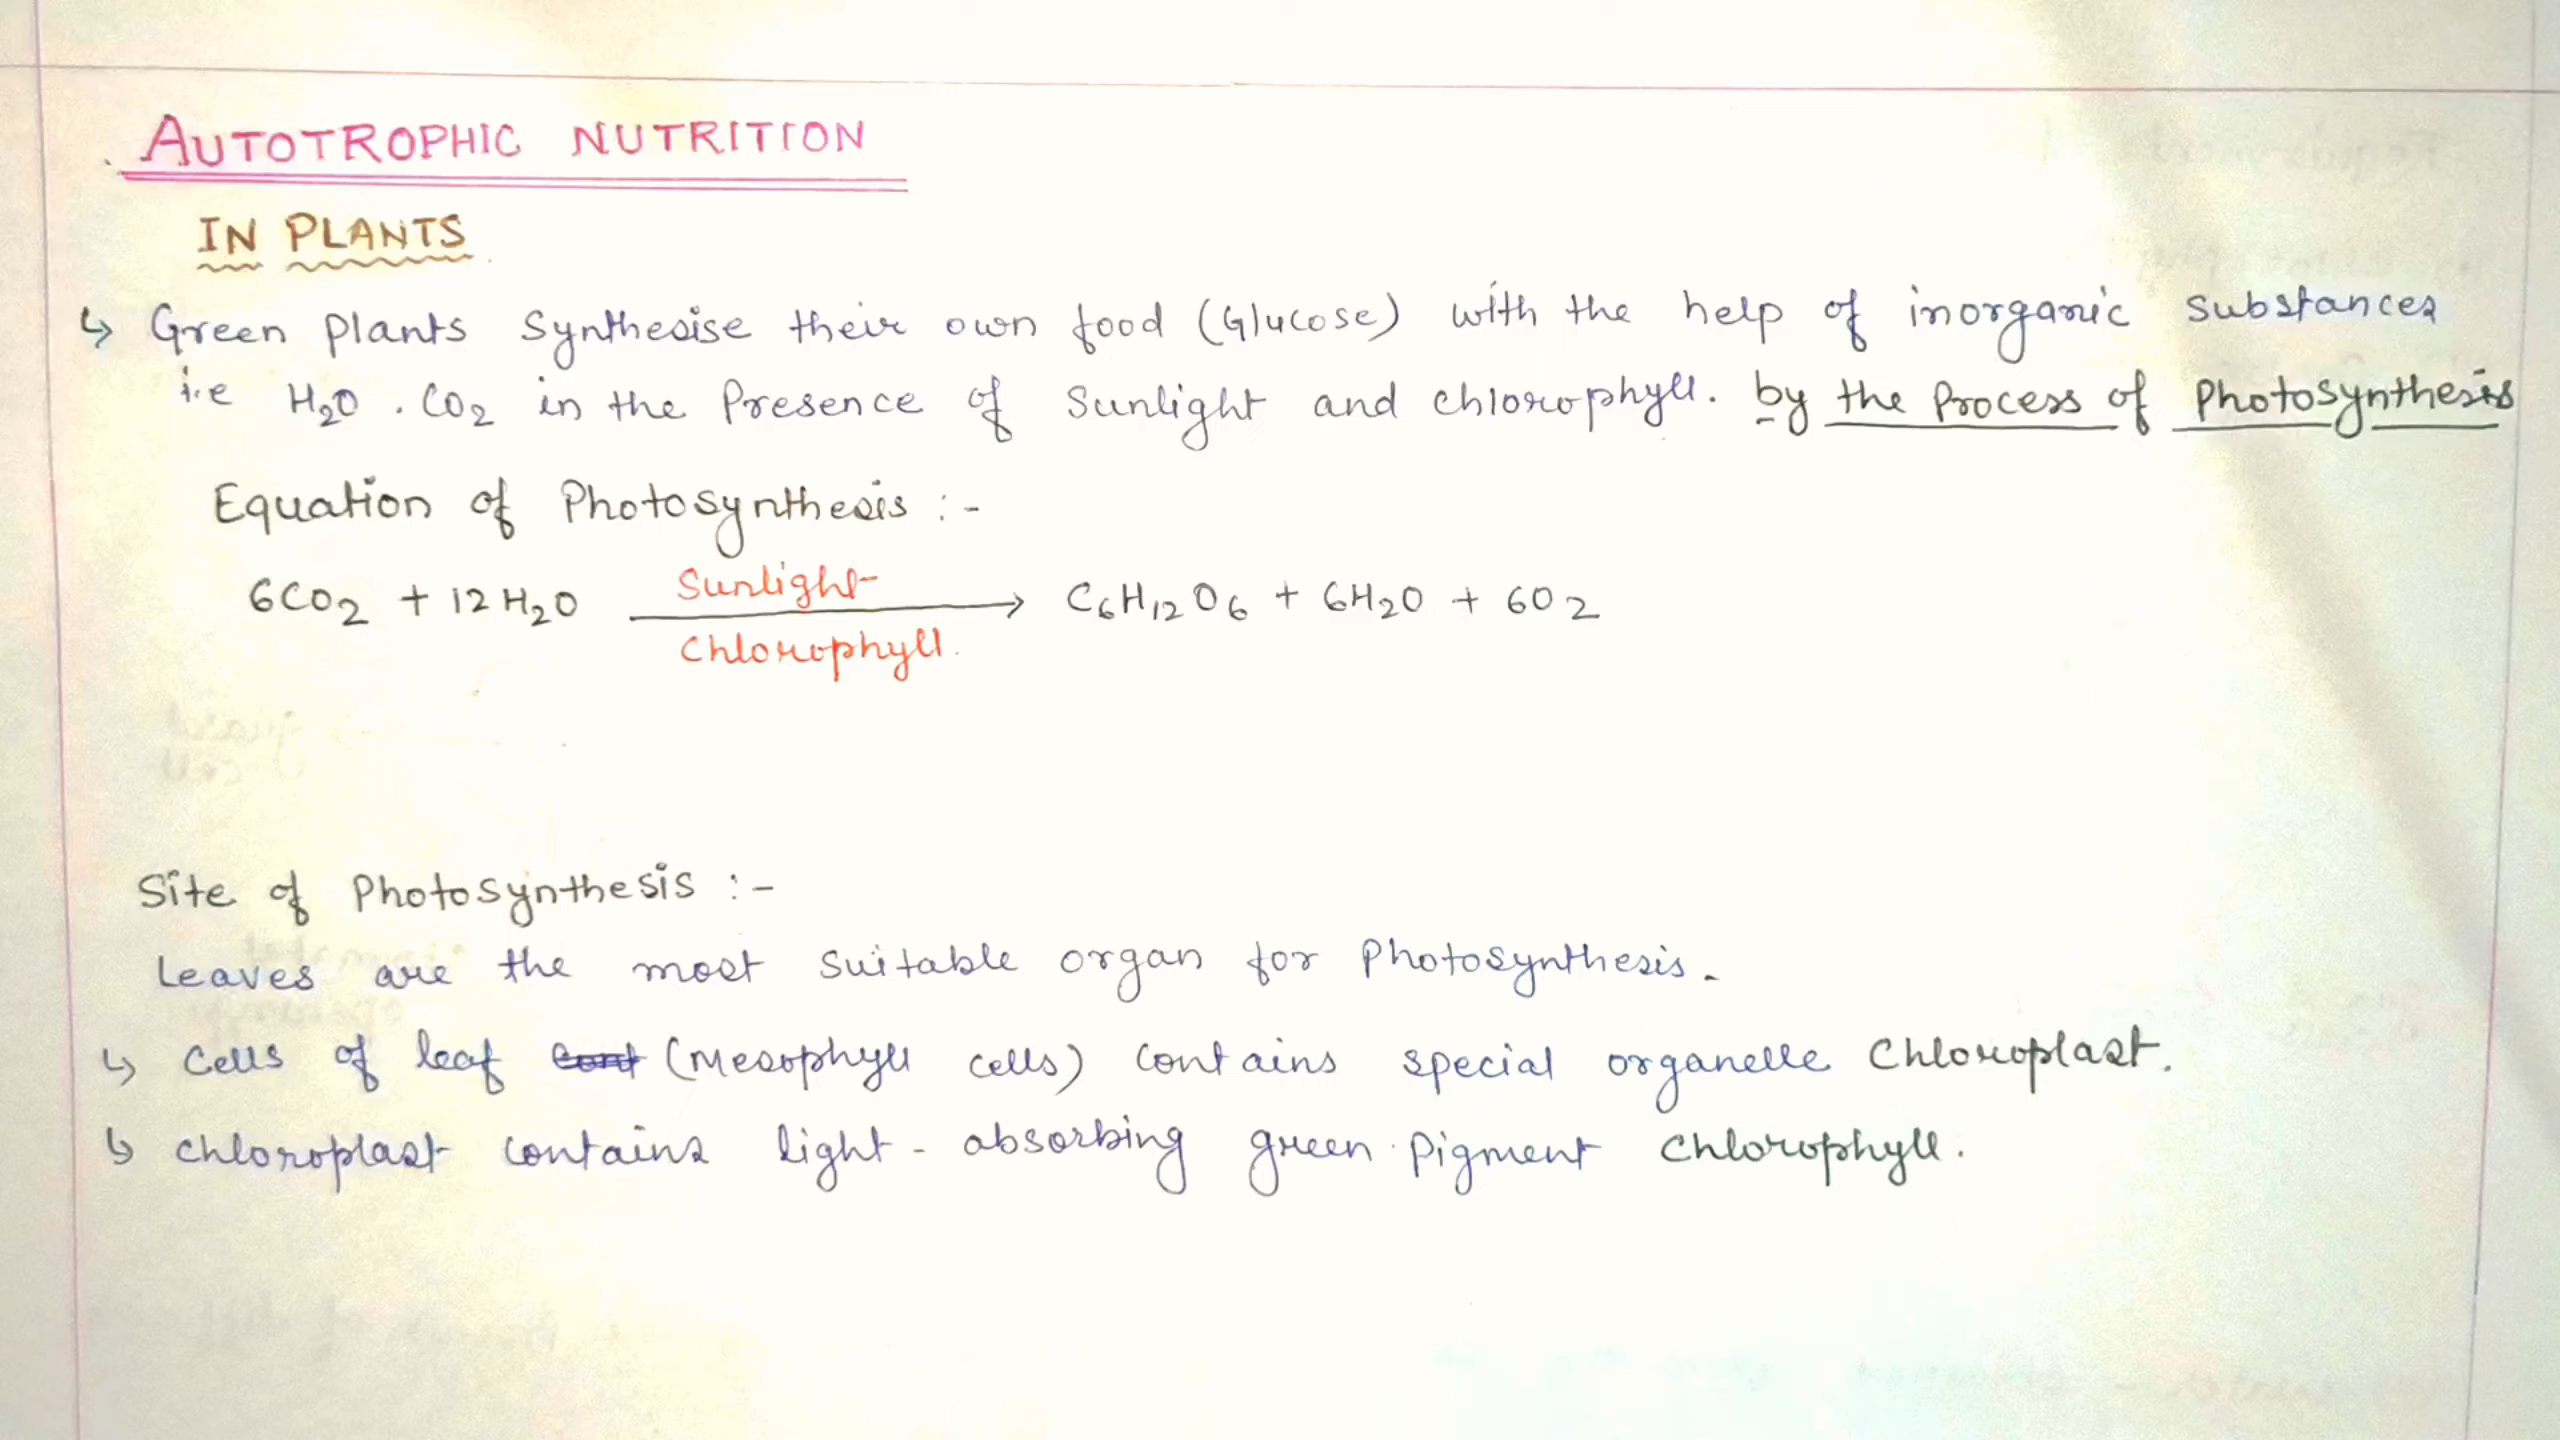 AUTOTROPHIC NUTRITION
IN PLANTS
↳ Green plants synthesise their own food (Glucose) with the help of inorganic substances
i.e H₂O . CO₂ in the Presence of Sunlight and chlorophyll. by the Process of Photosynthesis
Equation of Photosynthesis :-
Sunlight
6CO₂ + 12H₂O → C₆H₁₂O₆ + 6H₂O + 6O₂
Chlorophyll.
Site of Photosynthesis :-
Leaves are the most suitable organ for Photosynthesis.
↳ Cells of leaf (Mesophyll cells) contains special organelle Chloroplast.
↳ Chloroplast contains light - absorbing green Pigment Chlorophyll.